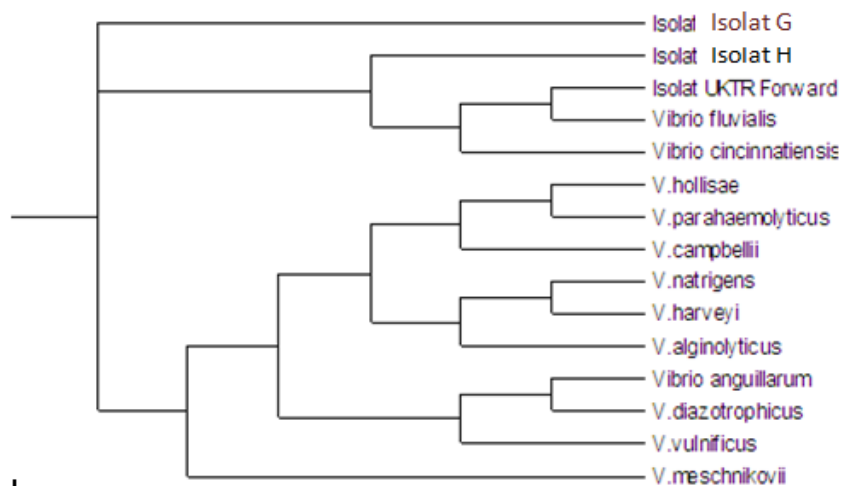 Isolat Isolat G
Isolat Isolat H
Isolat UKTR Forward
Vibrio fluvialis
Vibrio cincinnatiensis
V.hollisae
V.parahaemolyticus
V.campbellii
V.natrigens
V.harveyi
V.alginolyticus
Vibrio anguillarum
V.diazotrophicus
V.vulnificus
V.meschnikovii